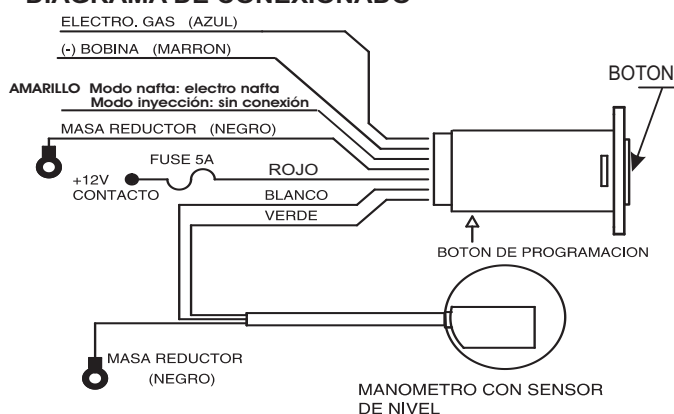 DIAGRAMA DE CONEXIONADO
ELECTRO. GAS (AZUL)
(-) BOBINA (MARRON)
BOTON
AMARILLO Modo nafta: electro nafta
Modo inyección: sin conexión
MASA REDUCTOR (NEGRO)
FUSE 5A
ROJO
+12V
CONTACTO
BLANCO
VERDE
BOTON DE PROGRAMACION
MASA REDUCTOR
(NEGRO)
MANOMETRO CON SENSOR
DE NIVEL